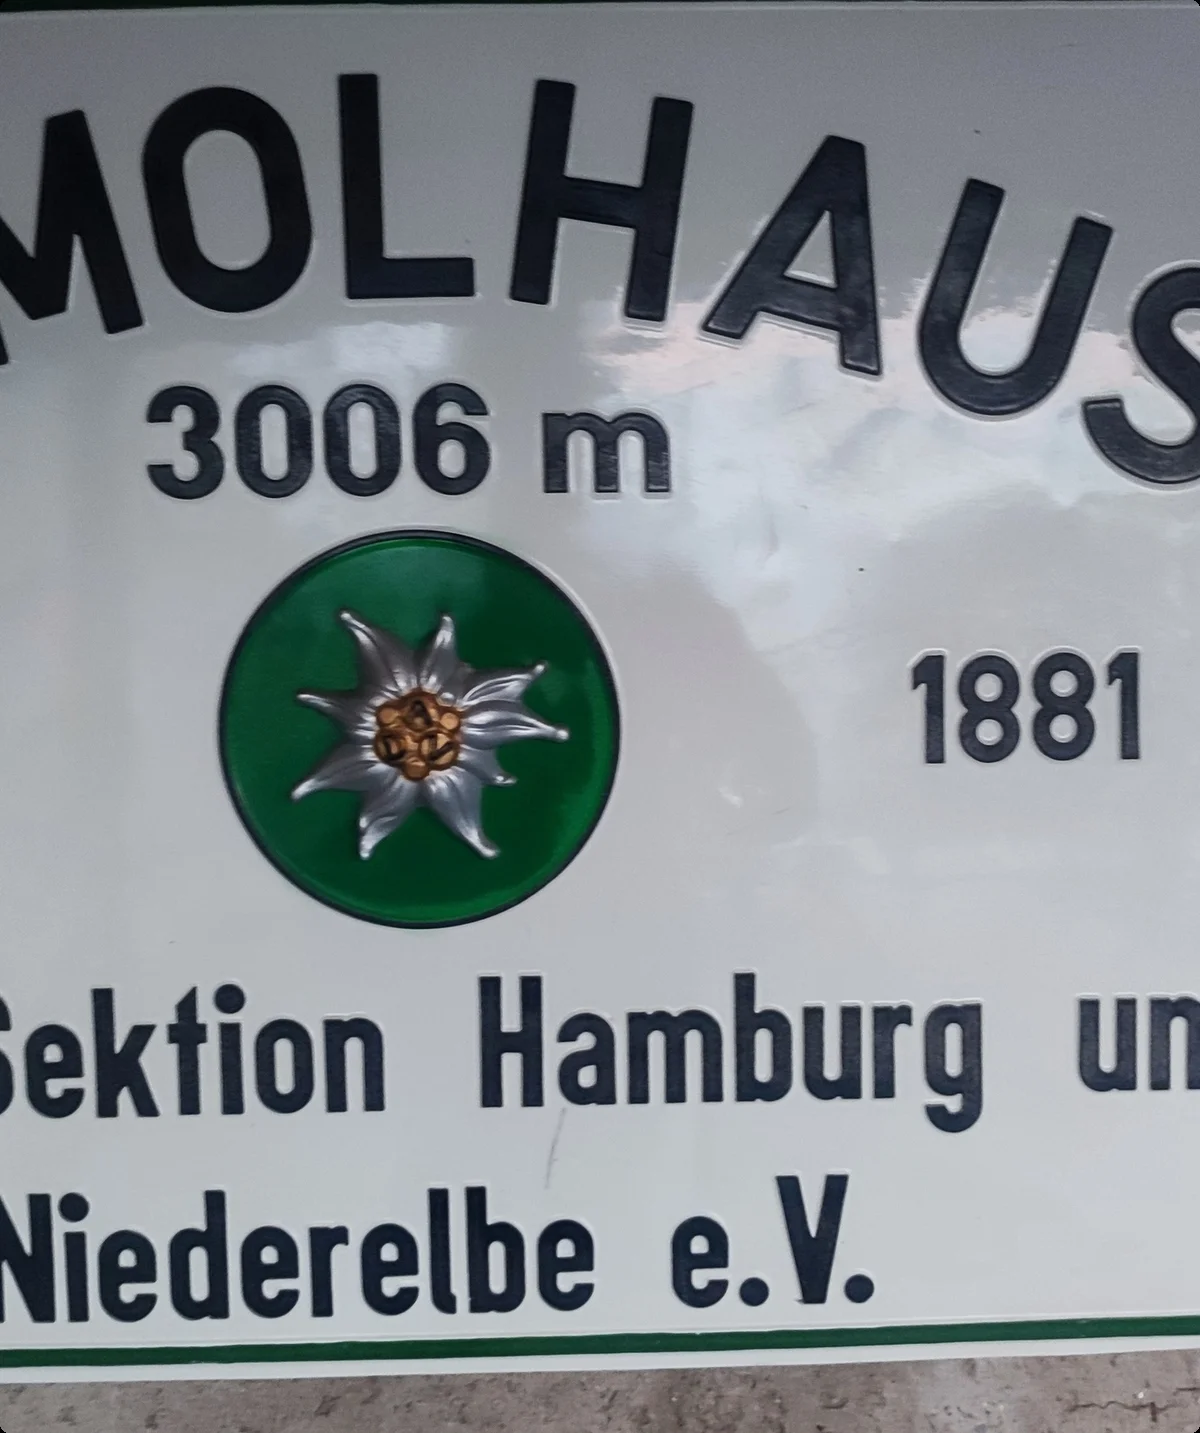 MOLHAUS
3006 m
A
D V
1881
Sektion Hamburg un
Niederelbe e.V.